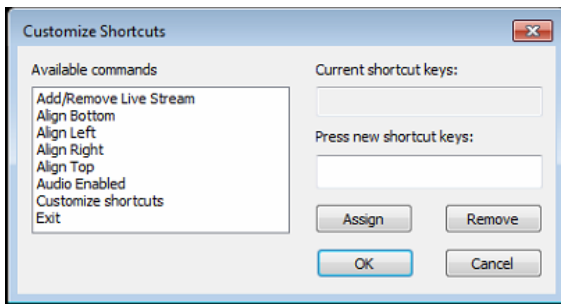 Customize Shortcuts
Available commands
Add/Remove Live Stream
Align Bottom
Align Left
Align Right
Align Top
Audio Enabled
Customize shortcuts
Exit
Current shortcut keys:
Press new shortcut keys:
Assign
Remove
OK
Cancel